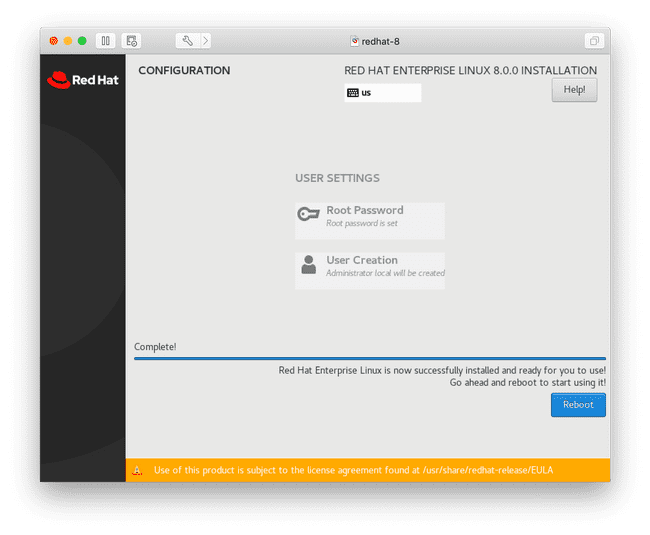 redhat-8
Red Hat
CONFIGURATION
RED HAT ENTERPRISE LINUX 8.0.0 INSTALLATION
us
Help!
USER SETTINGS
Root Password
Root password is set
User Creation
Administrator local will be created
Complete!
Red Hat Enterprise Linux is now successfully installed and ready for you to use!
Go ahead and reboot to start using it!
Reboot
Use of this product is subject to the license agreement found at /usr/share/redhat-release/EULA